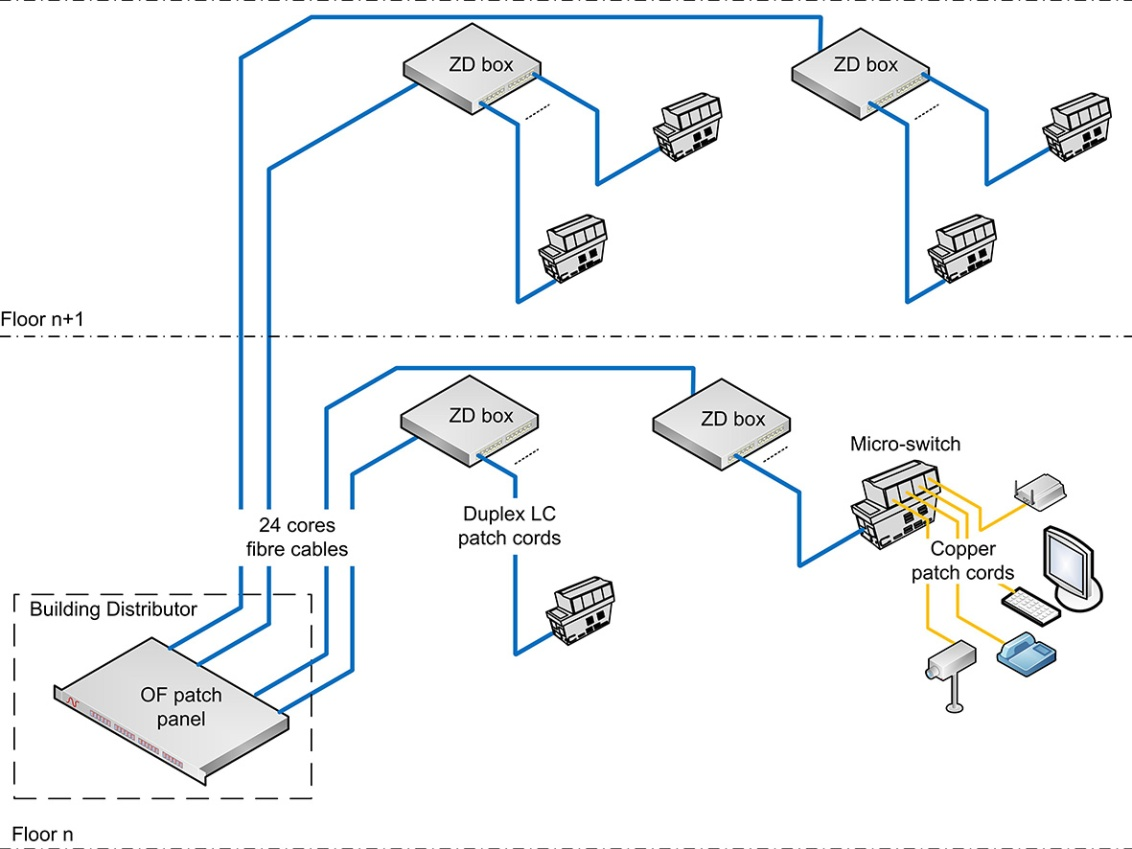 ZD box
ZD box
Floor n+1
ZD box
ZD box
Micro-switch
24 cores
fibre cables
Duplex LC
patch cords
Copper
patch cords
Building Distributor
OF patch
panel
Floor n